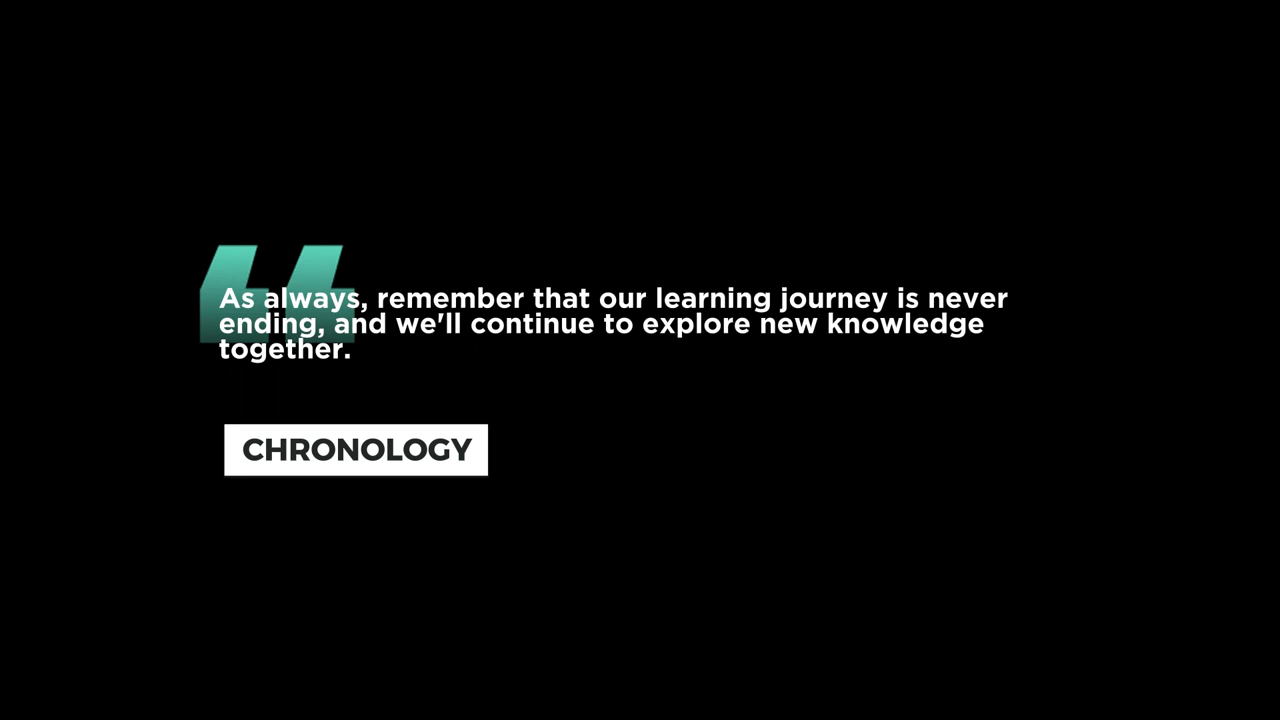 As always, remember that our learning journey is never
ending, and we'll continue to explore new knowledge
together.
CHRONOLOGY